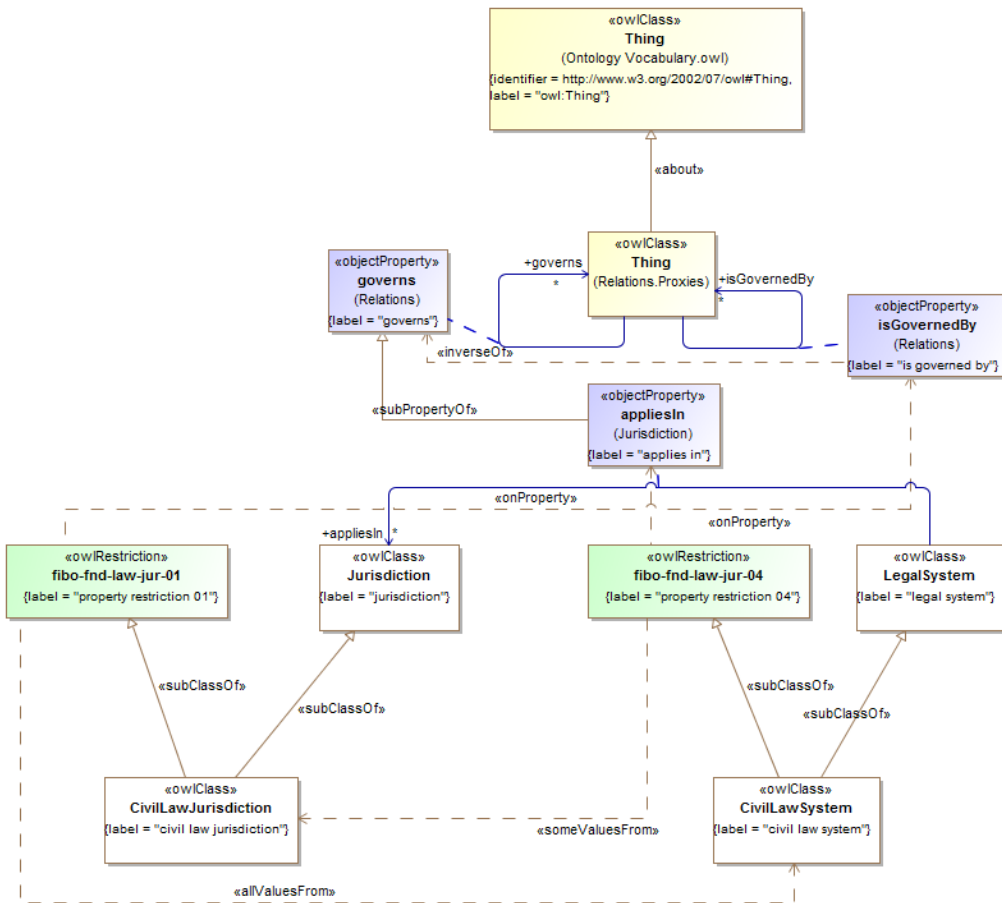 «owlClass»
Thing
(Ontology Vocabulary.owl)
{identifier = http://www.w3.org/2002/07/owl#Thing,
label = "owl:Thing"}
«about»
«owlClass»
Thing
(Relations.Proxies)
+governs
*
+isGovernedBy
*
«objectProperty»
governs
(Relations)
{label = "governs"}
«objectProperty»
isGovernedBy
(Relations)
{label = "is governed by"}
«inverseOf»
«subPropertyOf»
«objectProperty»
appliesIn
(Jurisdiction)
{label = "applies in"}
«onProperty»
«onProperty»
+appliesIn
*
«owlRestriction»
fibo-fnd-law-jur-01
{label = "property restriction 01"}
«owlClass»
Jurisdiction
{label = "jurisdiction"}
«owlRestriction»
fibo-fnd-law-jur-04
{label = "property restriction 04"}
«owlClass»
LegalSystem
{label = "legal system"}
«subClassOf»
«subClassOf»
«subClassOf»
«subClassOf»
«owlClass»
CivilLawJurisdiction
{label = "civil law jurisdiction"}
«owlClass»
CivilLawSystem
{label = "civil law system"}
«someValuesFrom»
«allValuesFrom»